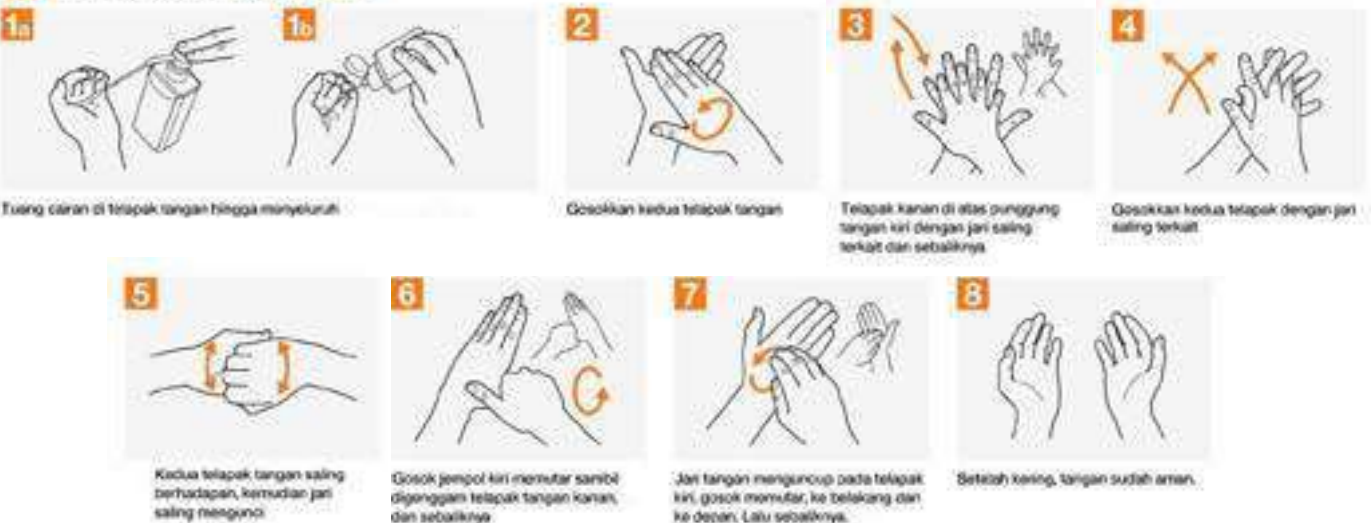 1a
1b
2
3
4
Tuang cairan di telapak tangan hingga menyeluruh
Gosokkan kedua telapak tangan
Telapak kanan di atas punggung
tangan kiri dengan jari saling
terkait dan sebaliknya
Gosokkan kedua telapak dengan jari
saling terkait
5
6
7
8
Kedua telapak tangan saling
berhadapan, kemudian jari
saling mengunci
Gosok jempol kiri memutar sambil
digenggam telapak tangan kanan,
dan sebaliknya
Jari tangan menguncup pada telapak
kiri, gosok memutar, ke belakang dan
ke depan. Lalu sebaliknya.
Setelah kering, tangan sudah aman.